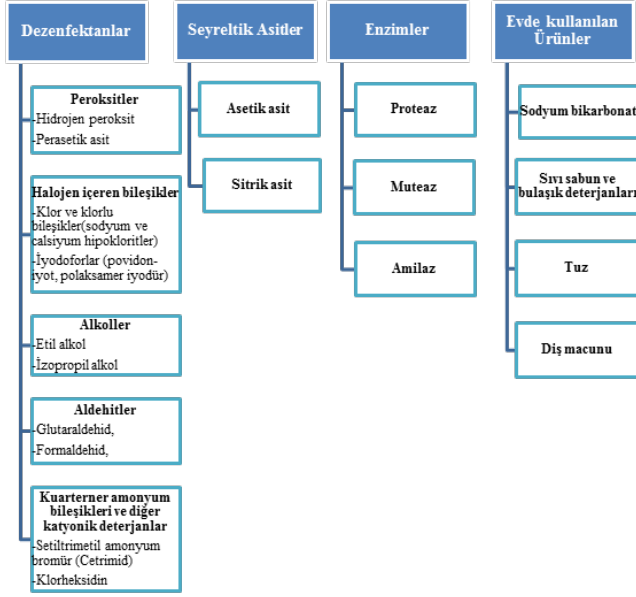 Dezenfektanlar
Peroksitler
-Hidrojen peroksit
-Perasetik asit
Halojen içeren bileşikler
-Klor ve klorlu
bileşikler(sodyum ve
calsiyum hipokloritler)
-İyodoforlar (povidon-
iyot, polaksamer iyodür)
Alkoller
-Etil alkol
-İzopropil alkol
Aldehitler
-Glutaraldehid,
-Formaldehid,
Kuarterner amonyum
bileşikleri ve diğer
katyonik deterjanlar
-Setiltrimetil amonyum
bromür (Cetrimid)
-Klorheksidin
Seyreltik Asitler
Asetik asit
Sitrik asit
Enzimler
Proteaz
Muteaz
Amilaz
Evde kullanılan
Ürünler
Sodyum bikarbonat
Sıvı sabun ve
bulaşık deterjanları
Tuz
Diş macunu